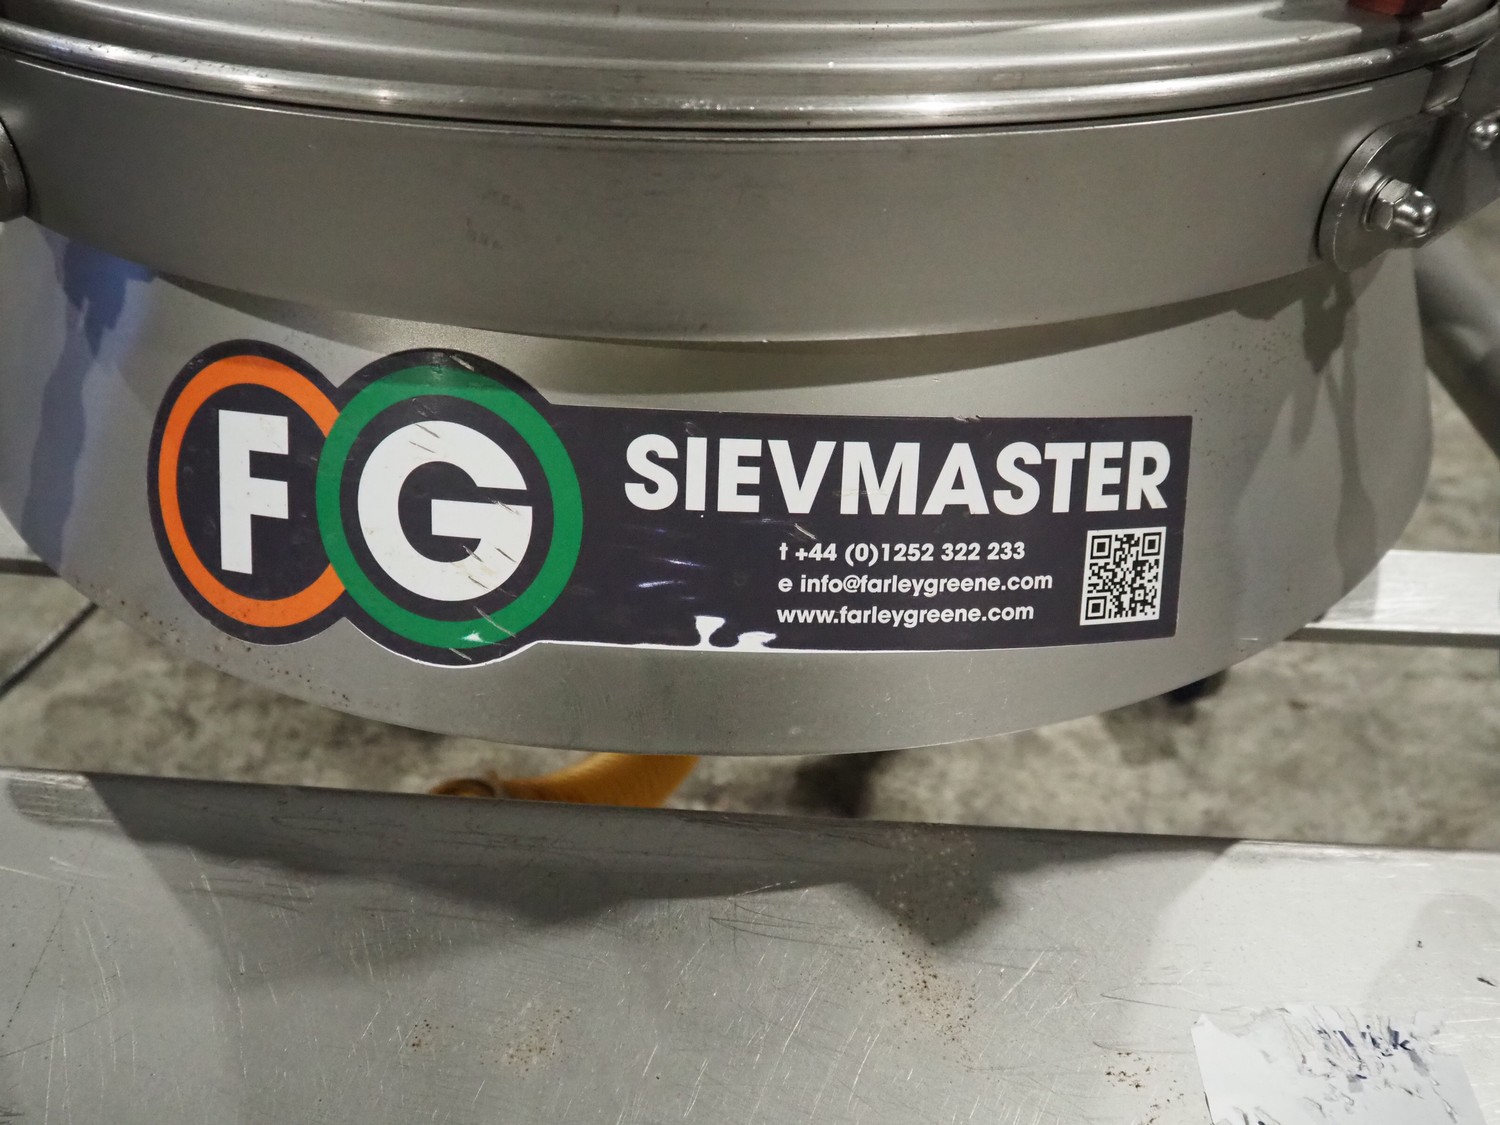 FG
SIEVMASTER
t +44 (0)1252 322 233
e info@farleygreene.com
www.farleygreene.com